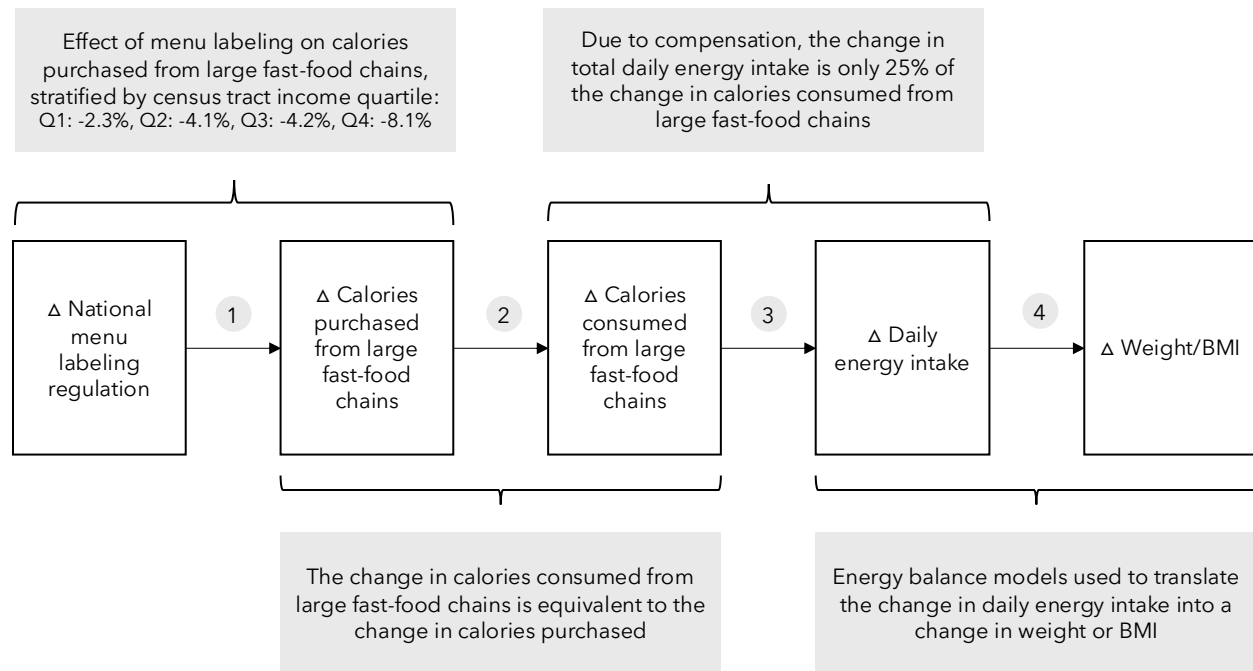 Effect of menu labeling on calories
purchased from large fast-food chains,
stratified by census tract income quartile:
Q1: -2.3%, Q2: -4.1%, Q3: -4.2%, Q4: -8.1%
Due to compensation, the change in
total daily energy intake is only 25% of
the change in calories consumed from
large fast-food chains
Δ National
menu
labeling
regulation
1
Δ Calories
purchased
from large
fast-food
chains
2
Δ Calories
consumed
from large
fast-food
chains
3
Δ Daily
energy intake
4
Δ Weight/BMI
The change in calories consumed from
large fast-food chains is equivalent to the
change in calories purchased
Energy balance models used to translate
the change in daily energy intake into a
change in weight or BMI